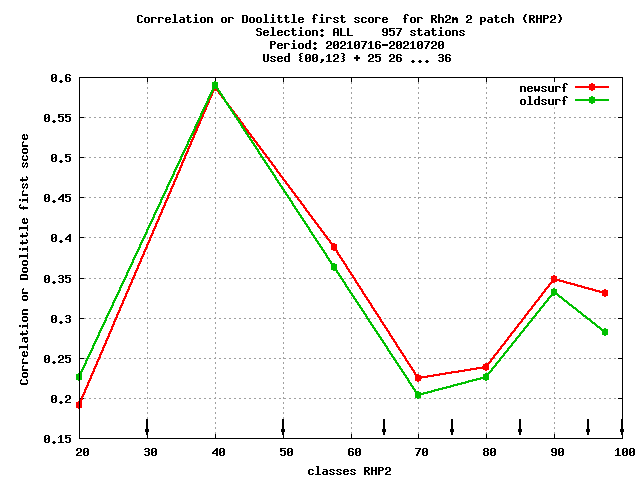 Correlation or Doolittle first score  for Rh2m 2 patch (RHP2)
Selection: ALL    957 stations
Period: 20210716-20210720
Used {00,12} + 25 26 ... 36
newsurf
oldsurf
Correlation or Doolittle first score
0.6
0.55
0.5
0.45
0.4
0.35
0.3
0.25
0.2
0.15
20 30 40 50 60 70 80 90 100
classes RHP2